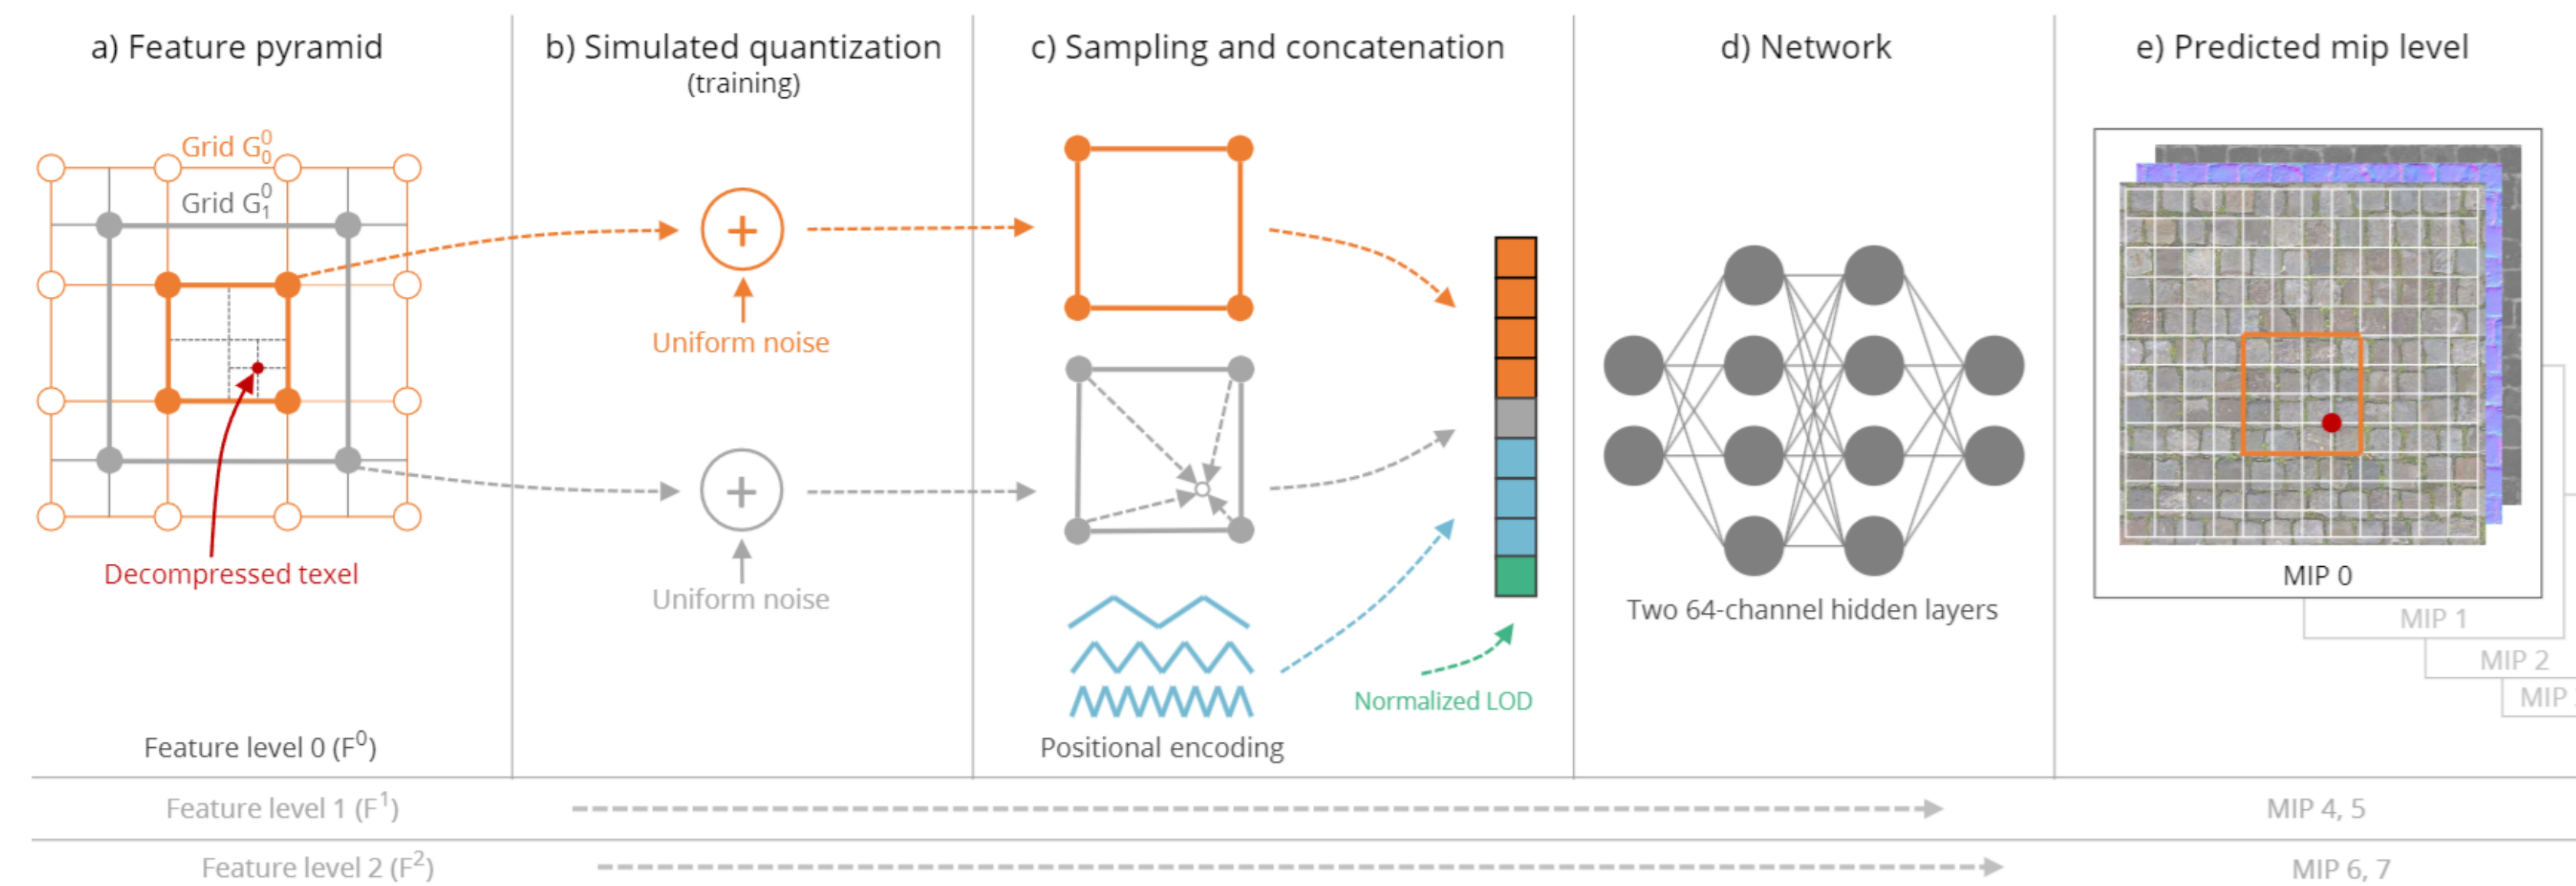 a) Feature pyramid
b) Simulated quantization
(training)
c) Sampling and concatenation
d) Network
e) Predicted mip level
Grid G₀⁰
Grid G₁⁰
Decompressed texel
Feature level 0 (F⁰)
+
Uniform noise
+
Uniform noise
Positional encoding
Normalized LOD
Two 64-channel hidden layers
MIP 0
MIP 1
MIP 2
MIP
Feature level 1 (F¹)
MIP 4, 5
Feature level 2 (F²)
MIP 6, 7